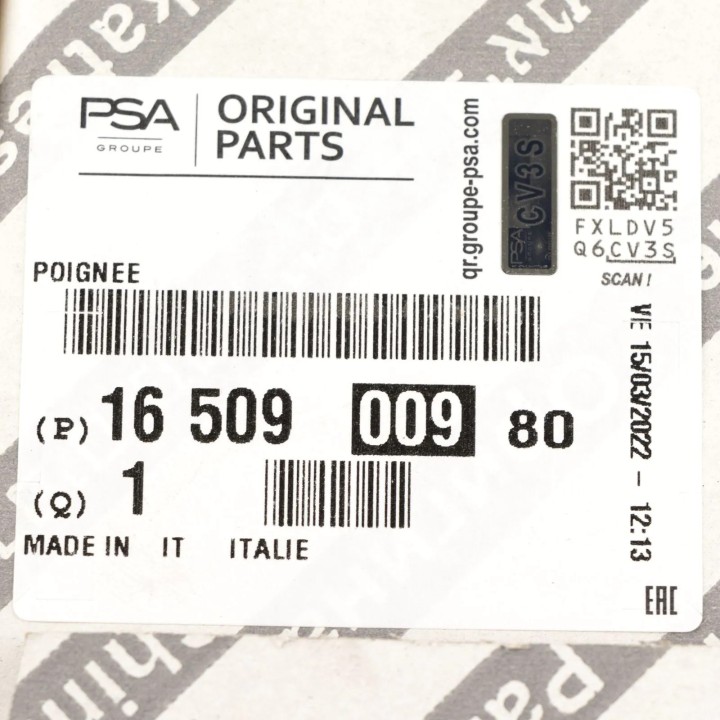 PSA
GROUPE
ORIGINAL
PARTS
qr.groupe-psa.com
PSA
CV3S
FXLDV5
Q6CV3S
SCAN!
POIGNEE
(P) 16 509 009 80
(Q) 1
MADE IN IT ITALIE
VE 15/03/2022 - 12:13
EAC